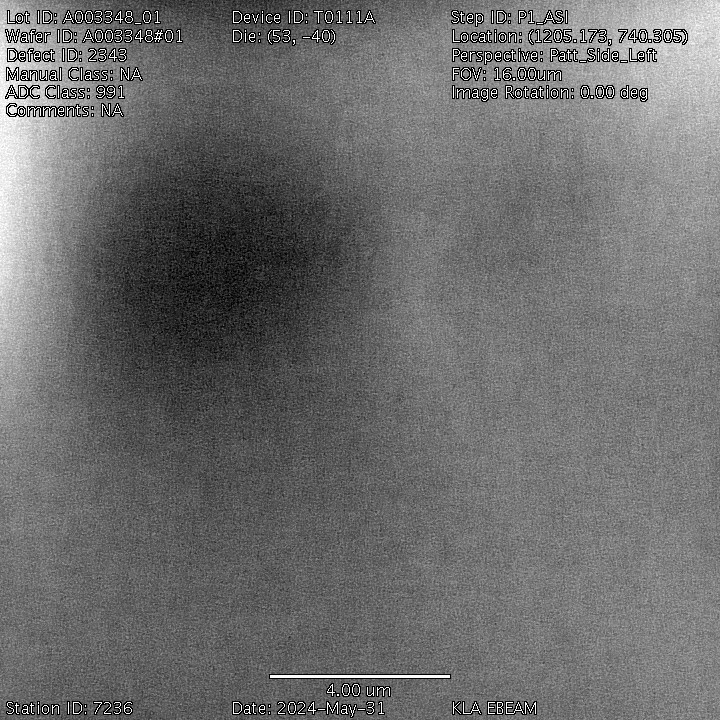 Lot ID: A003348_01
Wafer ID: A003348#01
Defect ID: 2343
Manual Class: NA
ADC Class: 991
Comments: NA
Device ID: T0111A
Die: (53, -40)
Step ID: P1_ASI
Location: (1205.173, 740.305)
Perspective: Patt_Side_Left
FOV: 16.00um
Image Rotation: 0.00 deg
4.00 um
Station ID: 7236
Date: 2024-May-31
KLA EBEAM